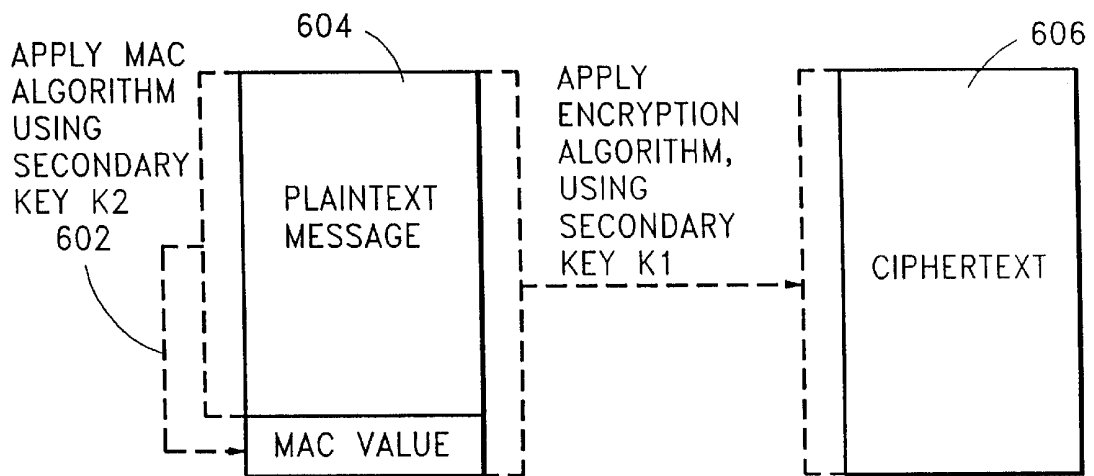 604
606
APPLY MAC
ALGORITHM
USING
SECONDARY
KEY K2
602
PLAINTEXT
MESSAGE
MAC VALUE
APPLY
ENCRYPTION
ALGORITHM,
USING
SECONDARY
KEY K1
CIPHERTEXT